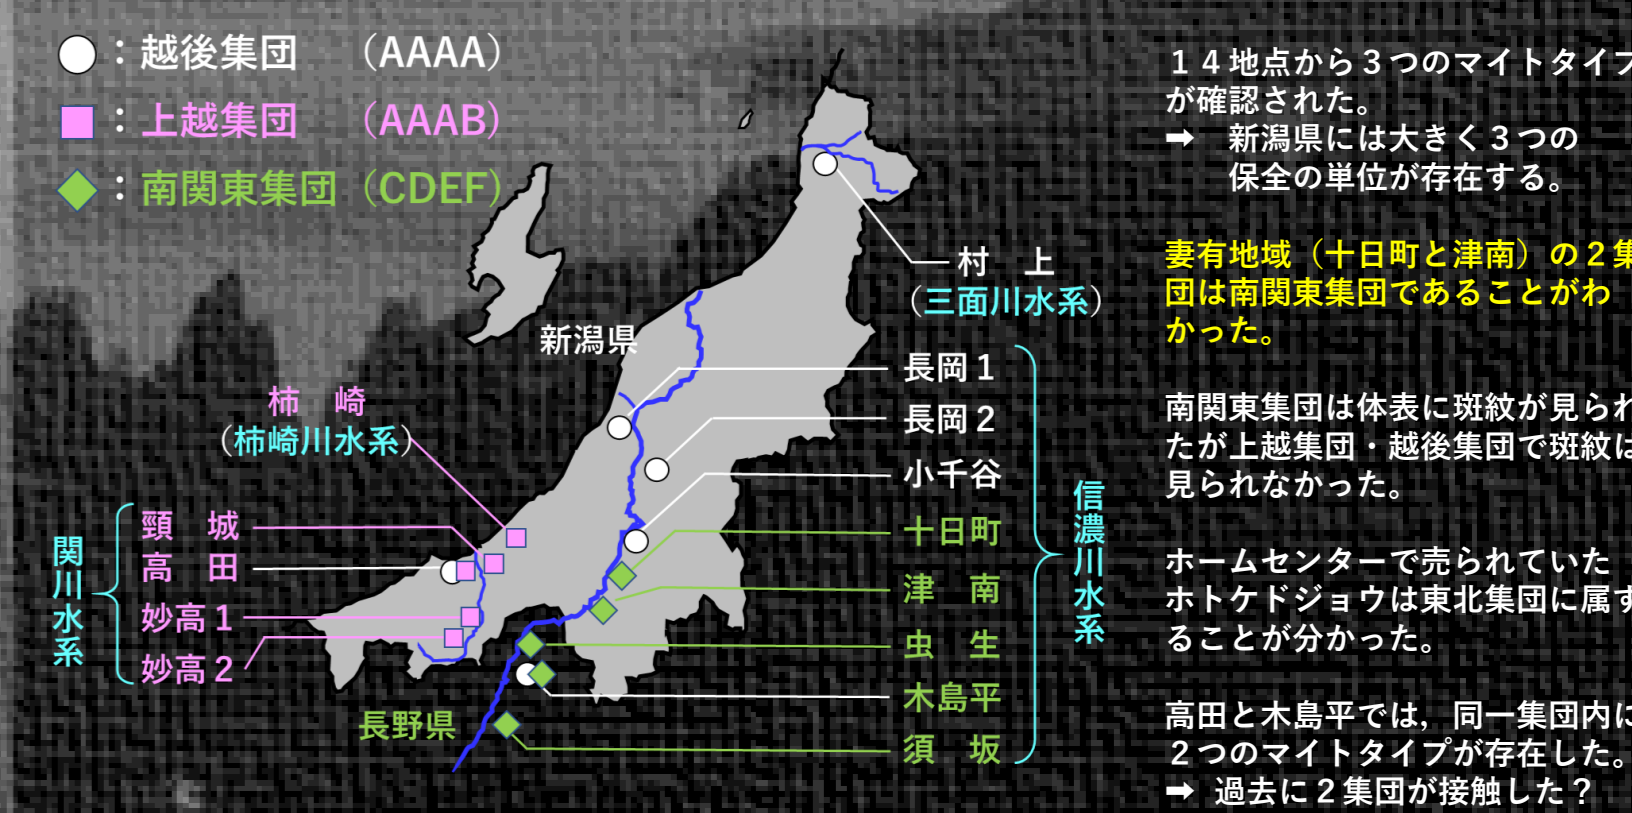 ：越後集団　（AAAA）
：上越集団　（AAAB）
：南関東集団（CDEF）
新潟県
柿　崎
（柿崎川水系）
関川水系
頸　城
高　田
妙高１
妙高２
長野県
村　上
（三面川水系）
長岡１
長岡２
小千谷
十日町
津　南
虫　生
木島平
須　坂
信濃川水系
１４地点から３つのマイトタイプ
が確認された。
➡　新潟県には大きく３つの
保全の単位が存在する。
妻有地域（十日町と津南）の２集
団は南関東集団であることがわ
かった。
南関東集団は体表に斑紋が見られ
たが上越集団・越後集団で斑紋は
見られなかった。
ホームセンターで売られていた
ホトケドジョウは東北集団に属す
ることが分かった。
高田と木島平では，同一集団内に
２つのマイトタイプが存在した。
➡ 過去に２集団が接触した？